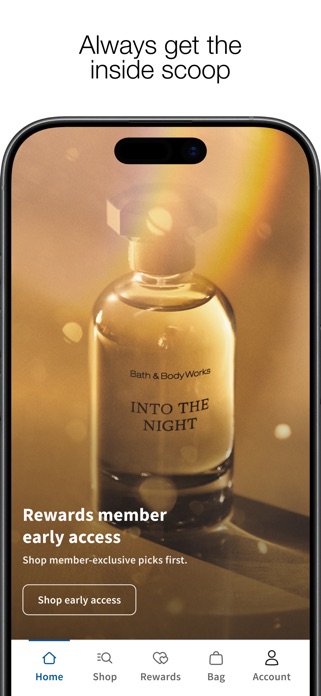 Always get the
inside scoop
Bath & Body Works
INTO THE
NIGHT
Rewards member
early access
Shop member-exclusive picks first.
Shop early access
Home
Shop
Rewards
Bag
Account